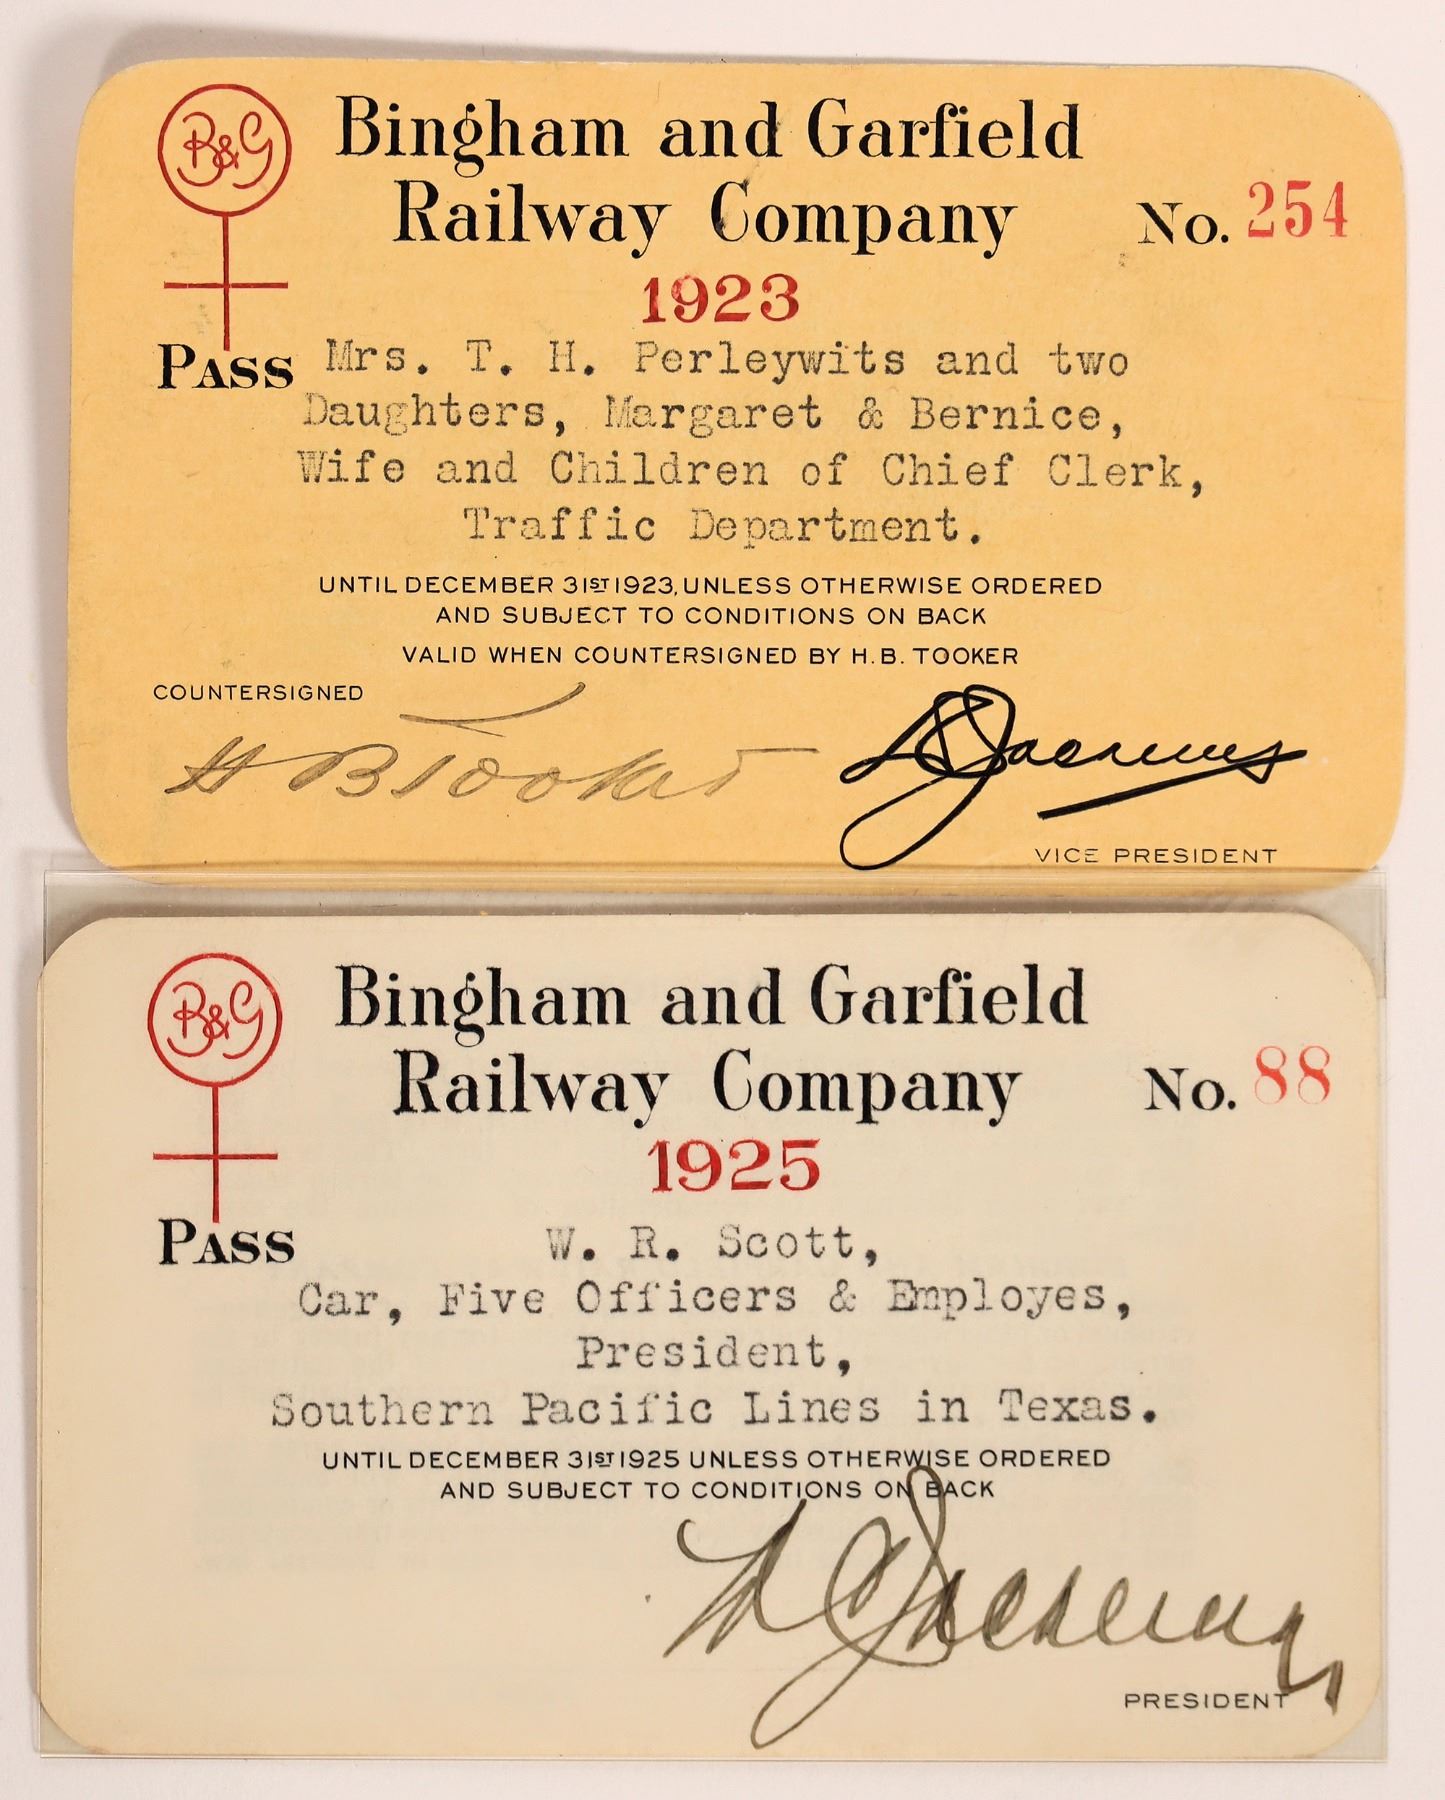 B&G
Bingham and Garfield
Railway Company
No. 254
1923
PASS
Mrs. T. H. Perleywits and two
Daughters, Margaret & Bernice,
Wife and Children of Chief Clerk,
Traffic Department.
UNTIL DECEMBER 31ST 1923, UNLESS OTHERWISE ORDERED
AND SUBJECT TO CONDITIONS ON BACK
VALID WHEN COUNTERSIGNED BY H. B. TOOKER
COUNTERSIGNED
H B Tooker
VICE PRESIDENT
B&G
Bingham and Garfield
Railway Company
No. 88
1925
PASS
W. R. Scott,
Car, Five Officers & Employes,
President,
Southern Pacific Lines in Texas.
UNTIL DECEMBER 31ST 1925 UNLESS OTHERWISE ORDERED
AND SUBJECT TO CONDITIONS ON BACK
PRESIDENT